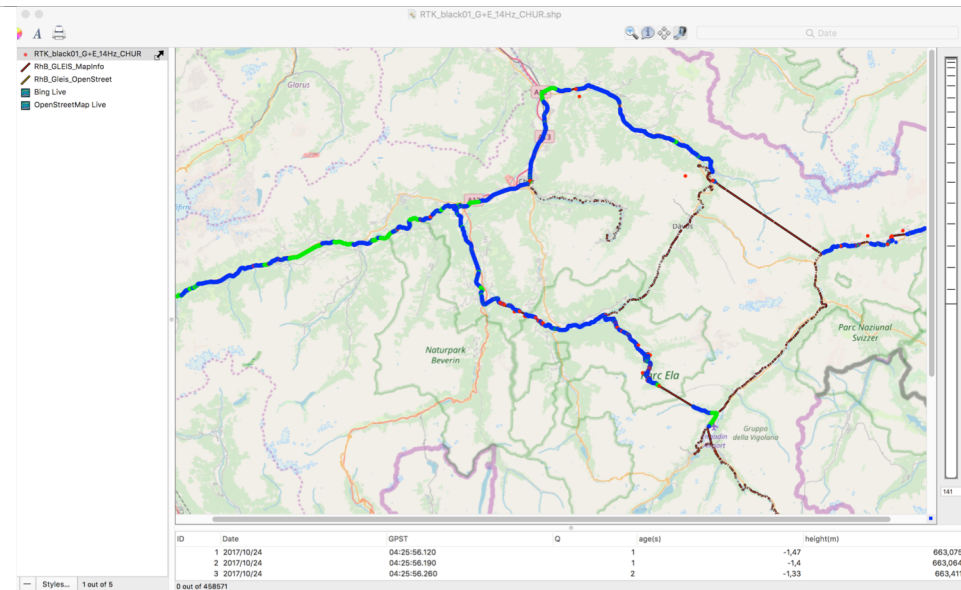 RTK_black01_G+E_14Hz_CHUR.shp
A
Date
RTK_black01_G+E_14Hz_CHUR
RhB_GLEIS_MapInfo
RhB_Gleis_OpenStreet
Bing Live
OpenStreetMap Live
Glarus
Davos
Parc Naziunal
Svizzer
Naturpark
Beverin
Parc Ela
Gruppo
della Vigolana
141
ID Date GPST Q age(s) height(m)
1 2017/10/24 04:25:56.120 1 -1,47 663,075
2 2017/10/24 04:25:56.190 1 -1,4 663,064
3 2017/10/24 04:25:56.260 2 -1,33 663,411
Styles... 1 out of 5 0 out of 458571